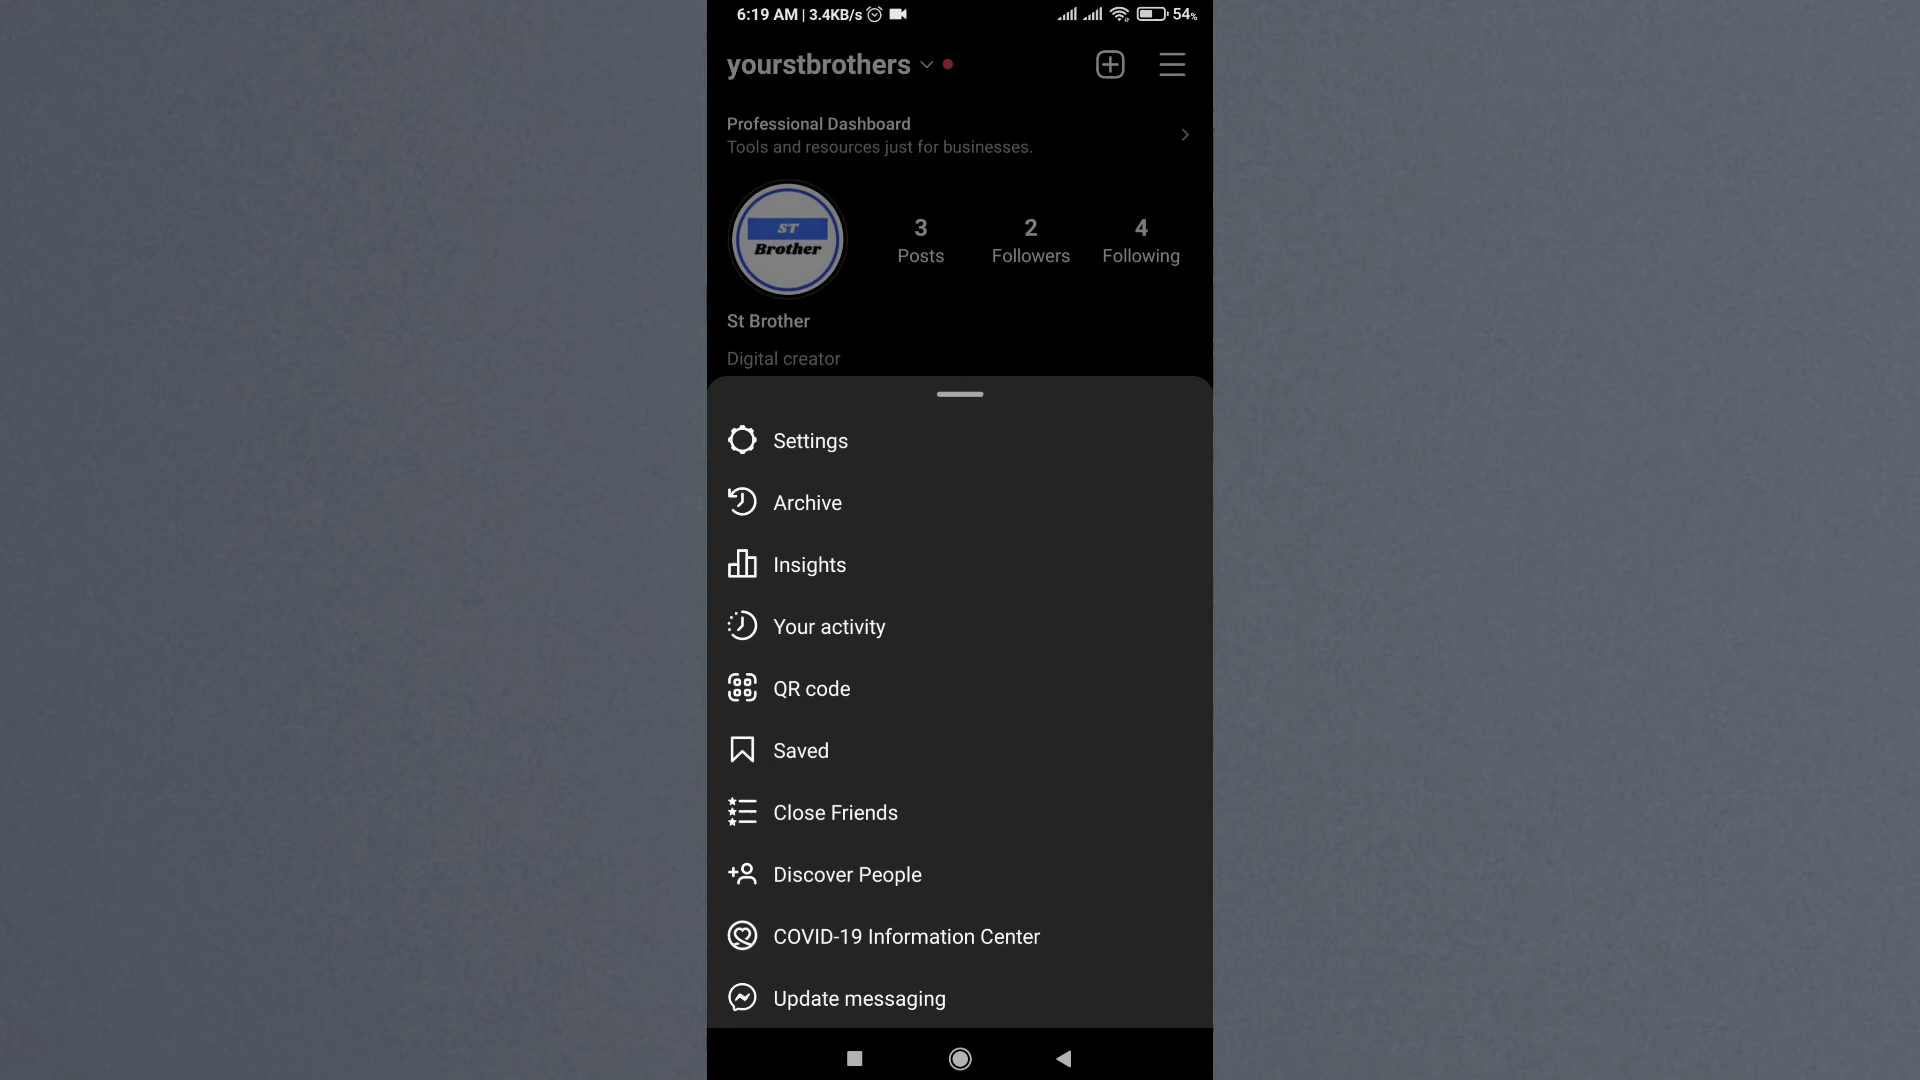 6:19 AM | 3.4KB/s 54%
yourstbrothers
Professional Dashboard
Tools and resources just for businesses.
ST
Brother
3 2 4
Posts Followers Following
St Brother
Digital creator
Settings
Archive
Insights
Your activity
QR code
Saved
Close Friends
Discover People
COVID-19 Information Center
Update messaging